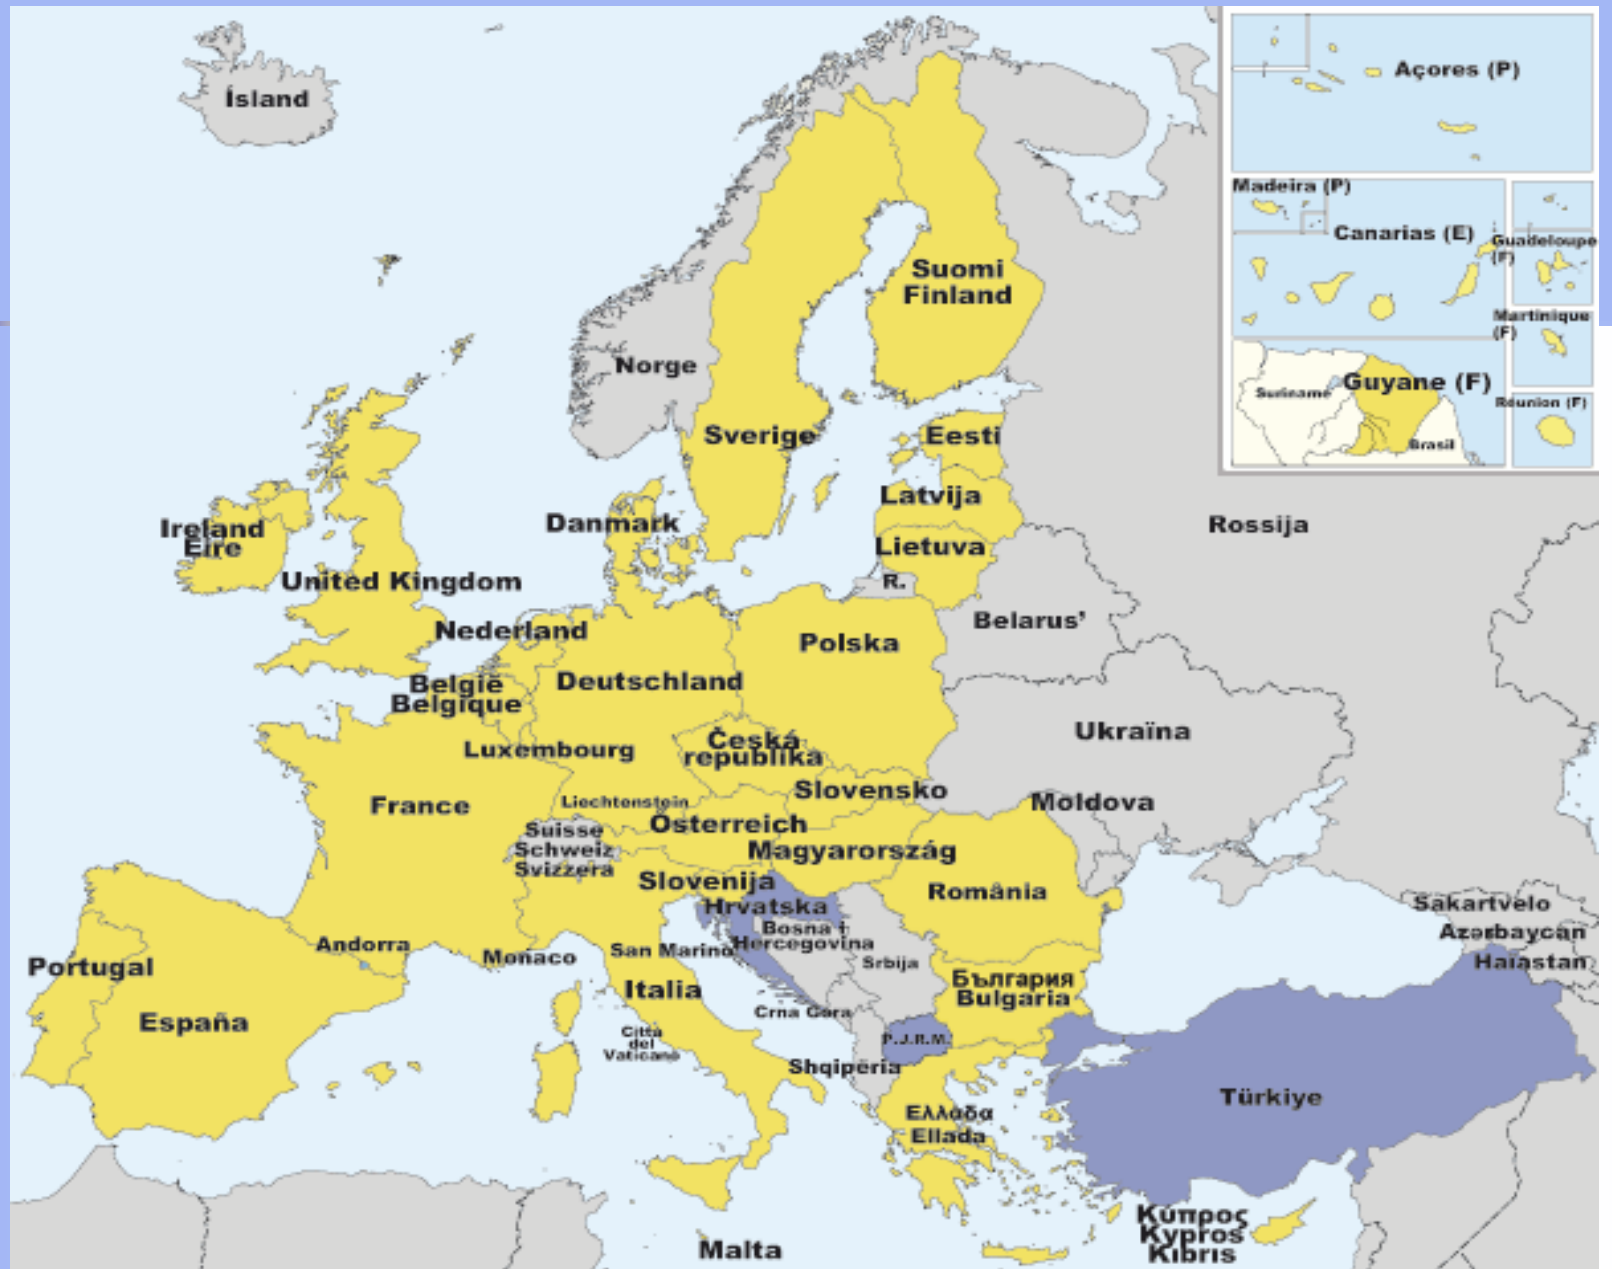 Ísland
Açores (P)
Madeira (P)
Canarias (E)
Guadeloupe
(F)
Martinique
(F)
Guyane (F)
Suriname
Brasil
Réunion (F)
Suomi
Finland
Norge
Sverige
Eesti
Latvija
Lietuva
R.
Rossija
Danmark
Ireland
Éire
United Kingdom
Nederland
Belarus’
Polska
België
Belgique
Deutschland
Luxembourg
Česká
republika
Ukraïna
Slovensko
France
Liechtenstein
Moldova
Österreich
Suisse
Schweiz
Svizzera
Magyarország
Slovenija
România
Hrvatska
Bosna i
Hercegovina
Andorra
Monaco
San Marino
Srbija
Sakartvelo
Azərbaycan
Haiastan
Portugal
España
Italia
България
Bulgaria
Crna Gora
Città
del
Vaticano
P.J.R.M.
Shqipëria
Türkiye
Ελλάδα
Ellada
Malta
Κύπρος
Kypros
Kıbrıs